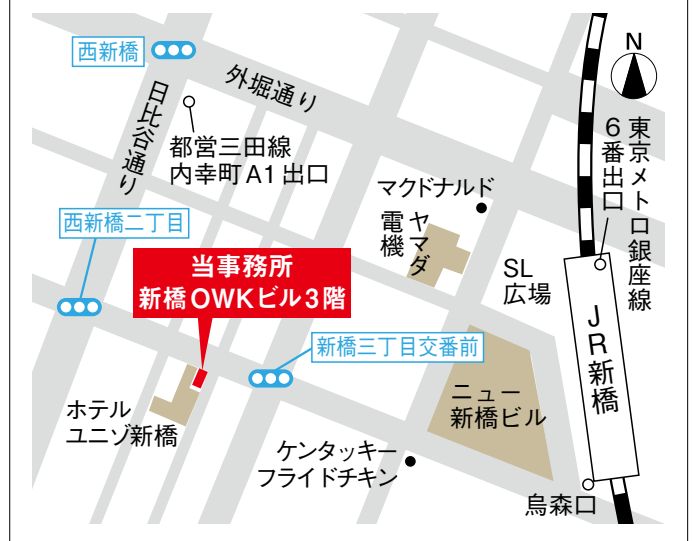 西新橋
外堀通り
N
日比谷通り
都営三田線
内幸町A1出口
東京メトロ銀座線
6番出口
マクドナルド
ヤマダ
電機
西新橋二丁目
当事務所
新橋OWKビル3階
SL
広場
JR新橋
新橋三丁目交番前
ニュー
新橋ビル
ホテル
ユニゾ新橋
ケンタッキー
フライドチキン
烏森口